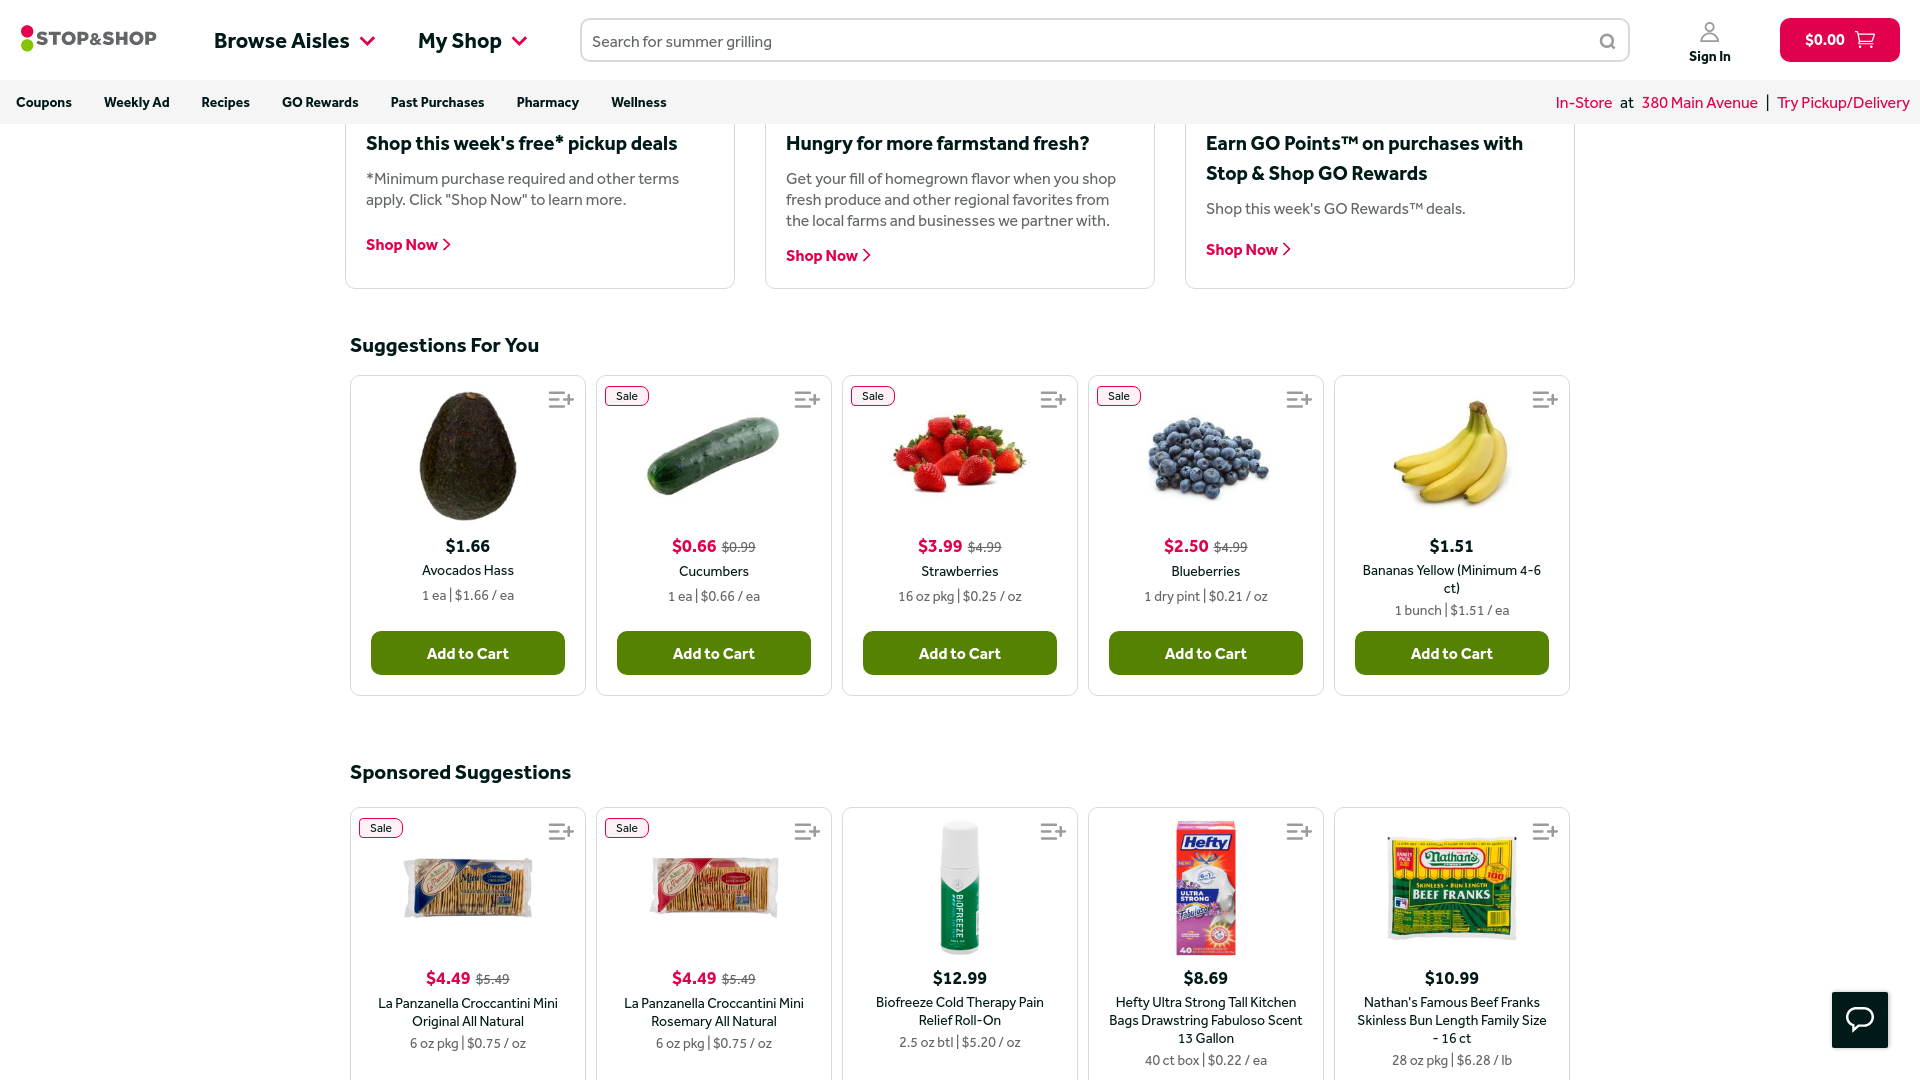 STOP&SHOP
Browse Aisles
My Shop
Search for summer grilling
Sign In
$0.00
Coupons
Weekly Ad
Recipes
GO Rewards
Past Purchases
Pharmacy
Wellness
In-Store at 380 Main Avenue | Try Pickup/Delivery
Shop this week's free* pickup deals
*Minimum purchase required and other terms
apply. Click "Shop Now" to learn more.
Shop Now
Hungry for more farmstand fresh?
Get your fill of homegrown flavor when you shop
fresh produce and other regional favorites from
the local farms and businesses we partner with.
Shop Now
Earn GO Points™ on purchases with
Stop & Shop GO Rewards
Shop this week's GO Rewards™ deals.
Shop Now
Suggestions For You
$1.66
Avocados Hass
1 ea | $1.66 / ea
Add to Cart
Sale
$0.66 $0.99
Cucumbers
1 ea | $0.66 / ea
Add to Cart
Sale
$3.99 $4.99
Strawberries
16 oz pkg | $0.25 / oz
Add to Cart
Sale
$2.50 $4.99
Blueberries
1 dry pint | $0.21 / oz
Add to Cart
$1.51
Bananas Yellow (Minimum 4-6
ct)
1 bunch | $1.51 / ea
Add to Cart
Sponsored Suggestions
Sale
Mini
$4.49 $5.49
La Panzanella Croccantini Mini
Original All Natural
6 oz pkg | $0.75 / oz
Sale
Mini
$4.49 $5.49
La Panzanella Croccantini Mini
Rosemary All Natural
6 oz pkg | $0.75 / oz
BIOFREEZE
$12.99
Biofreeze Cold Therapy Pain
Relief Roll-On
2.5 oz btl | $5.20 / oz
Hefty
ULTRA
STRONG
Fabuloso
40
$8.69
Hefty Ultra Strong Tall Kitchen
Bags Drawstring Fabuloso Scent
13 Gallon
40 ct box | $0.22 / ea
Nathan's
SKINLESS • BUN LENGTH
BEEF FRANKS
$10.99
Nathan's Famous Beef Franks
Skinless Bun Length Family Size
- 16 ct
28 oz pkg | $6.28 / lb